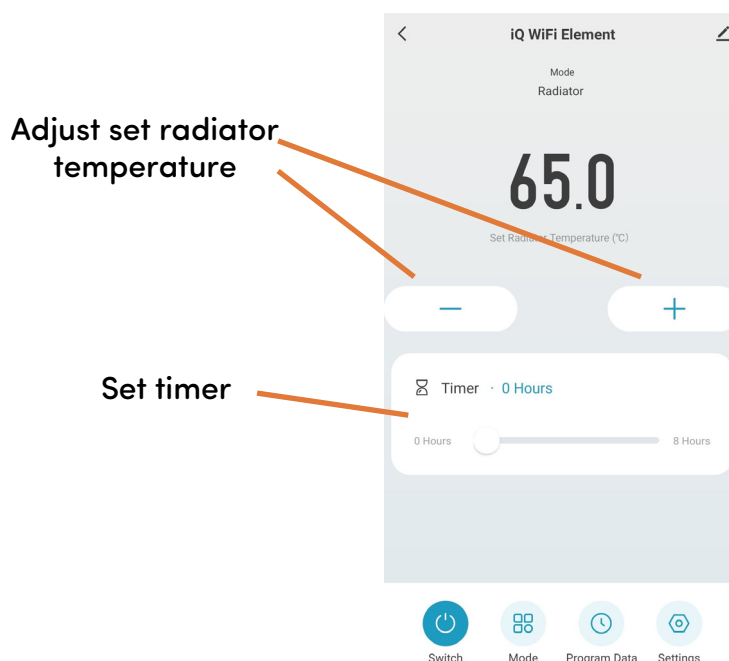 iQ WiFi Element
Mode
Radiator
Adjust set radiator
temperature
65.0
Set Radiator Temperature (°C)
Set timer
Timer · 0 Hours
0 Hours
8 Hours
Switch
Mode
Program Data
Settings